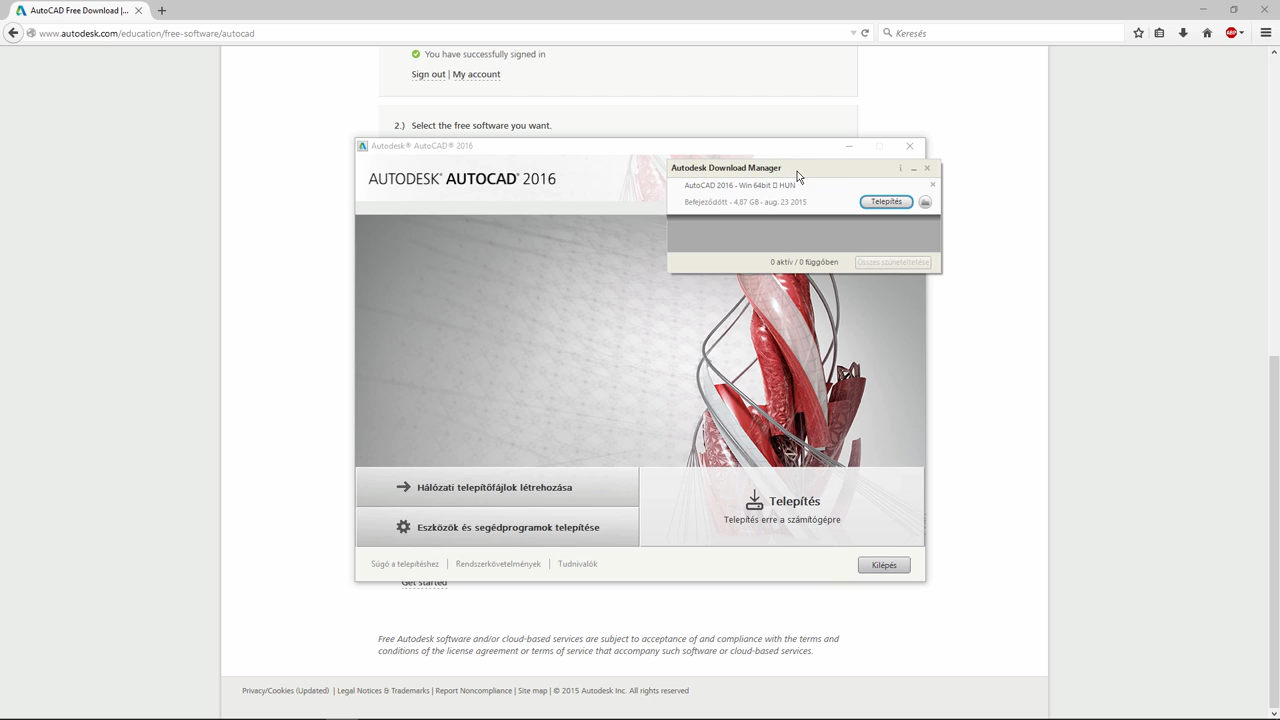 AutoCAD Free Download |...
www.autodesk.com/education/free-software/autocad
Keresés
ABP
You have successfully signed in
Sign out | My account
2.) Select the free software you want.
Autodesk® AutoCAD® 2016
AUTODESK® AUTOCAD® 2016
Autodesk Download Manager
AutoCAD 2016 - Win 64bit ▯ HUN
Befejeződött - 4,87 GB - aug. 23 2015
Telepítés
0 aktív / 0 függőben
Összes szüneteltetése
Hálózati telepítőfájlok létrehozása
Eszközök és segédprogramok telepítése
Telepítés
Telepítés erre a számítógépre
Súgó a telepítéshez | Rendszerkövetelmények | Tudnivalók
Kilépés
Get started
Free Autodesk software and/or cloud-based services are subject to acceptance of and compliance with the terms and
conditions of the license agreement or terms of service that accompany such software or cloud-based services.
Privacy/Cookies (Updated) | Legal Notices & Trademarks | Report Noncompliance | Site map | © 2015 Autodesk Inc. All rights reserved